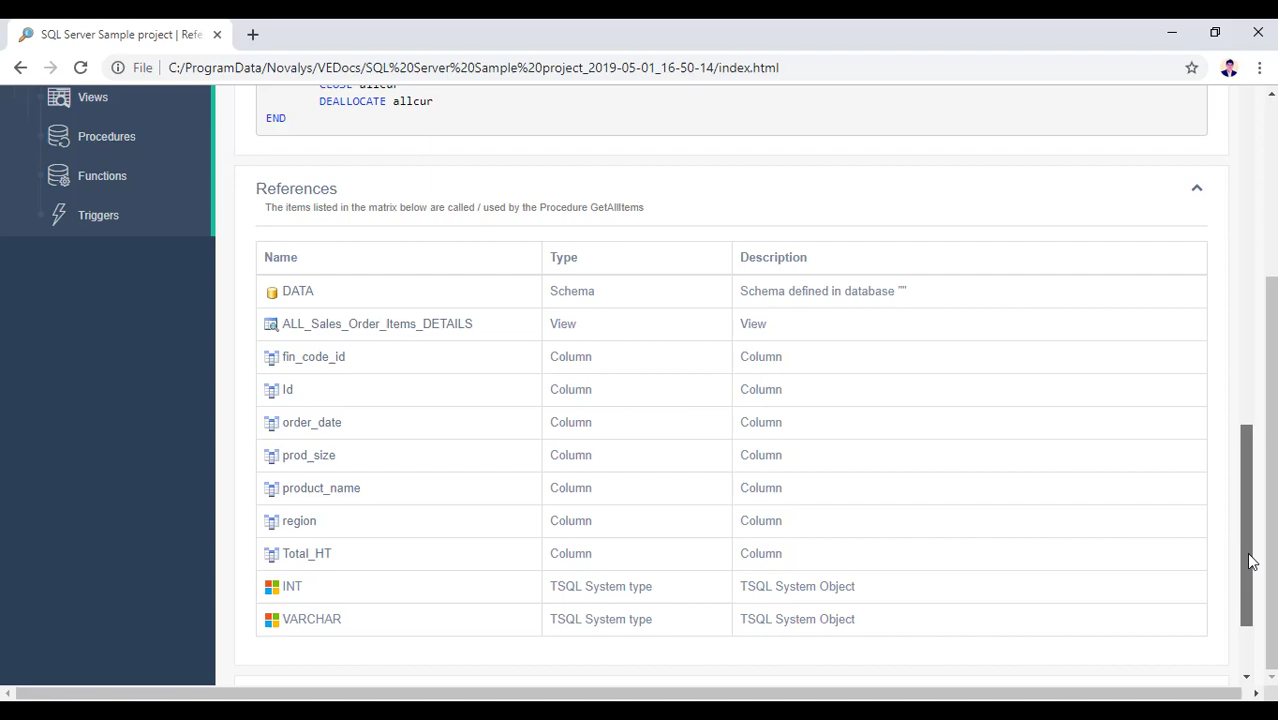 SQL Server Sample project | Refe
File C:/ProgramData/Novalys/VEDocs/SQL%20Server%20Sample%20project_2019-05-01_16-50-14/index.html
Views
Procedures
Functions
Triggers
CLOSE allcur
DEALLOCATE allcur
END
References
The items listed in the matrix below are called / used by the Procedure GetAllItems
Name Type Description
DATA Schema Schema defined in database ""
ALL_Sales_Order_Items_DETAILS View View
fin_code_id Column Column
Id Column Column
order_date Column Column
prod_size Column Column
product_name Column Column
region Column Column
Total_HT Column Column
INT TSQL System type TSQL System Object
VARCHAR TSQL System type TSQL System Object